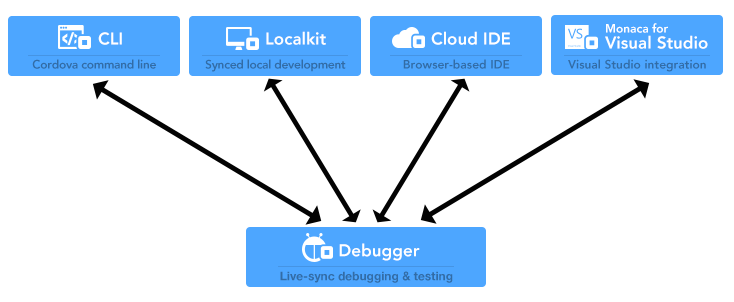 CLI
Cordova command line
Localkit
Synced local development
Cloud IDE
Browser-based IDE
VS
Monaca for
Visual Studio
Visual Studio integration
Debugger
Live-sync debugging & testing